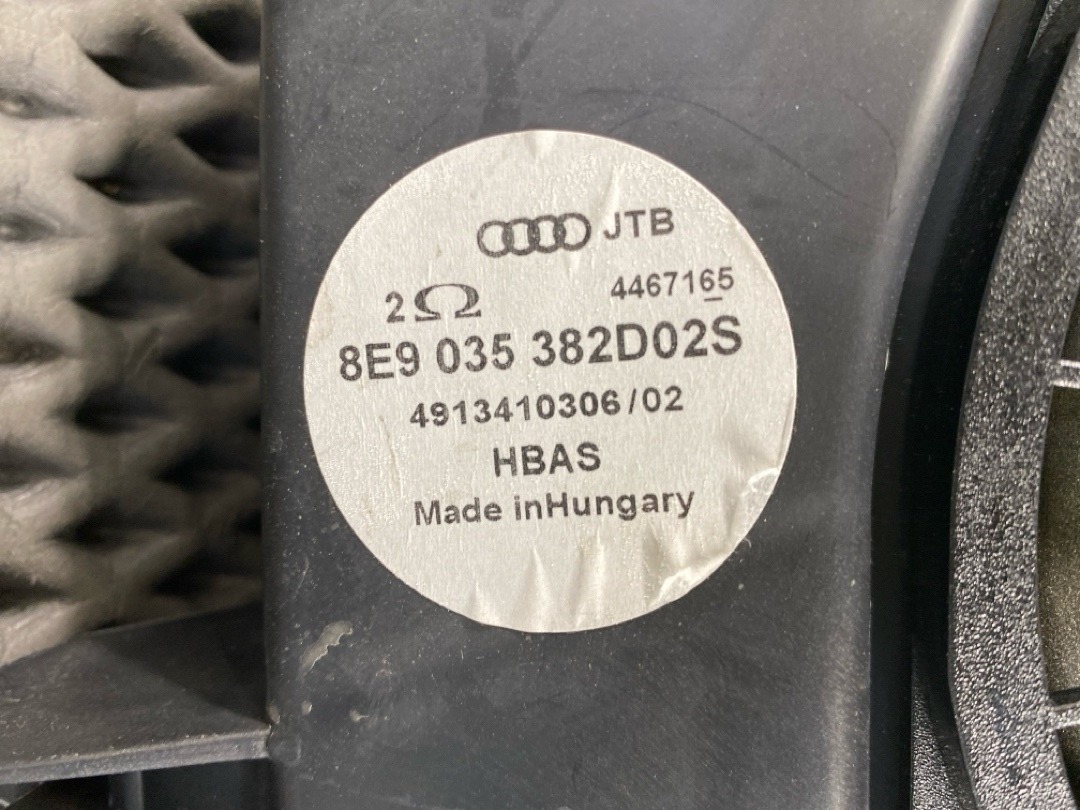 JTB
4467165
2Ω
8E9 035 382D02S
4913410306/02
HBAS
Made inHungary